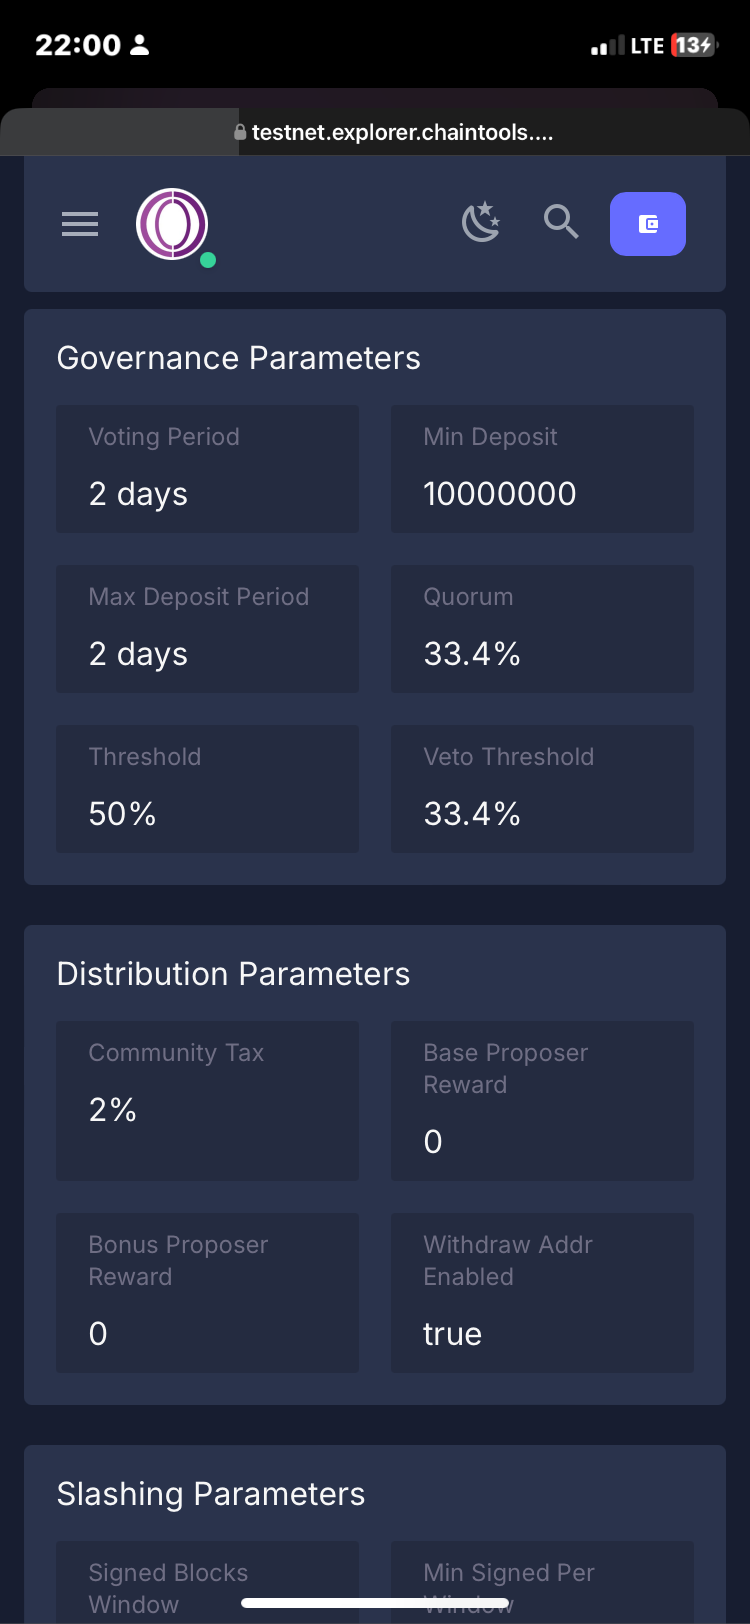 22:00
LTE 13
testnet.explorer.chaintools....
Governance Parameters
Voting Period
2 days
Min Deposit
10000000
Max Deposit Period
2 days
Quorum
33.4%
Threshold
50%
Veto Threshold
33.4%
Distribution Parameters
Community Tax
2%
Base Proposer
Reward
0
Bonus Proposer
Reward
0
Withdraw Addr
Enabled
true
Slashing Parameters
Signed Blocks
Window
Min Signed Per
Window